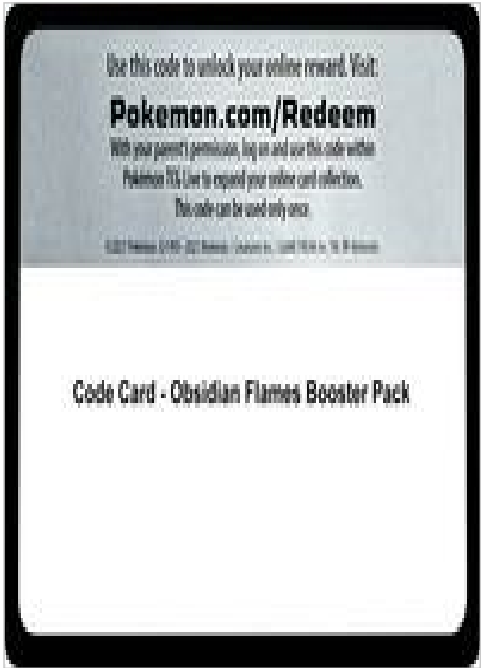 Use this code to unlock your online reward. Visit:
Pokemon.com/Redeem
With your parent's permission, log on and use this code within
Pokémon TCG Live to expand your online card collection.
This code can be used only once.
Code Card - Obsidian Flames Booster Pack